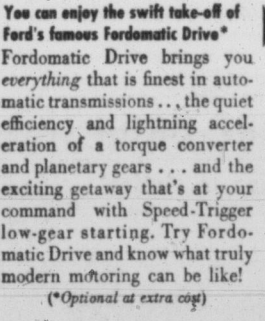 You can enjoy the swift take-off of
Ford's famous Fordomatic Drive*
Fordomatic Drive brings you
everything that is finest in auto-
matic transmissions . . . the quiet
efficiency and lightning accel-
eration of a torque converter
and planetary gears . . . and the
exciting getaway that's at your
command with Speed-Trigger
low-gear starting. Try Fordo-
matic Drive and know what truly
modern motoring can be like!
(*Optional at extra cost)